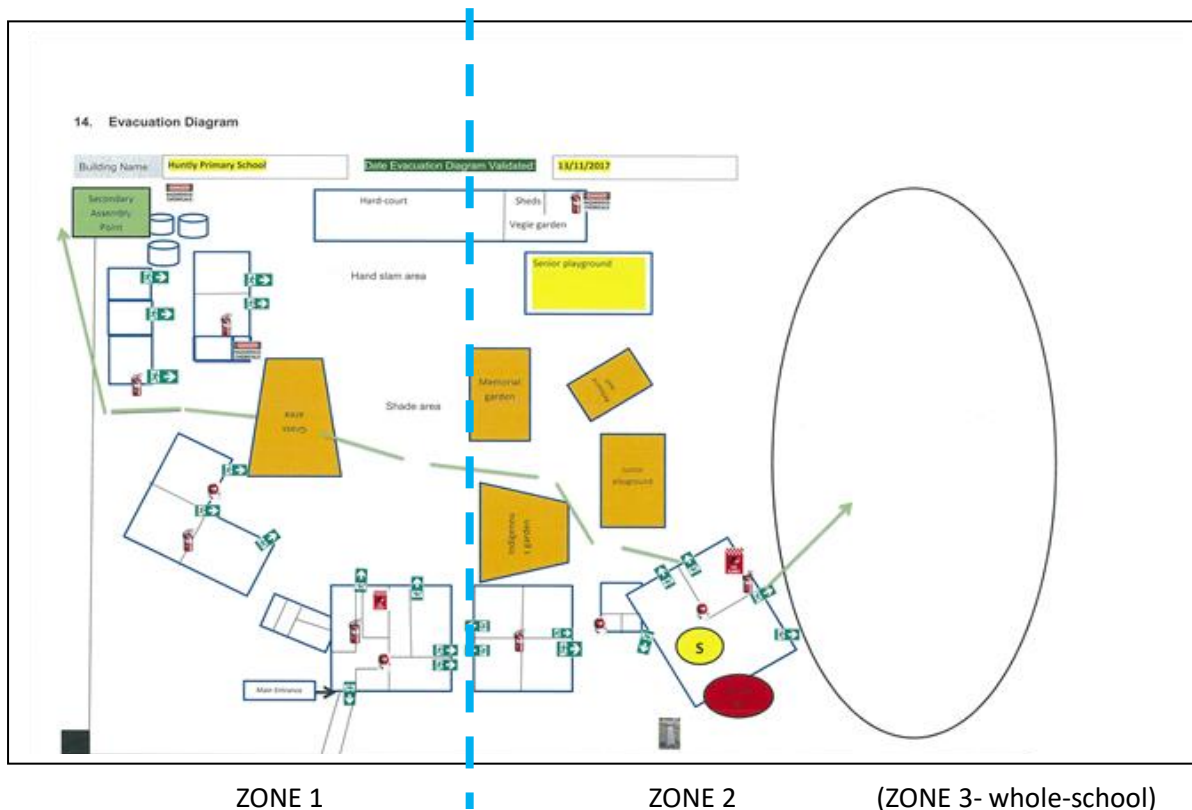 14. Evacuation Diagram
Building Name: Huntly Primary School Date Evacuation Diagram Validated: 13/11/2017
Secondary
Assembly
Point
Hard-court
Sheds
Vegie garden
Hand slam area
Senior playground
Shade area
Memorial
garden
Grass
area
playground
Indigenou
s garden
Main Entrance
S
ZONE 1 ZONE 2 (ZONE 3- whole-school)